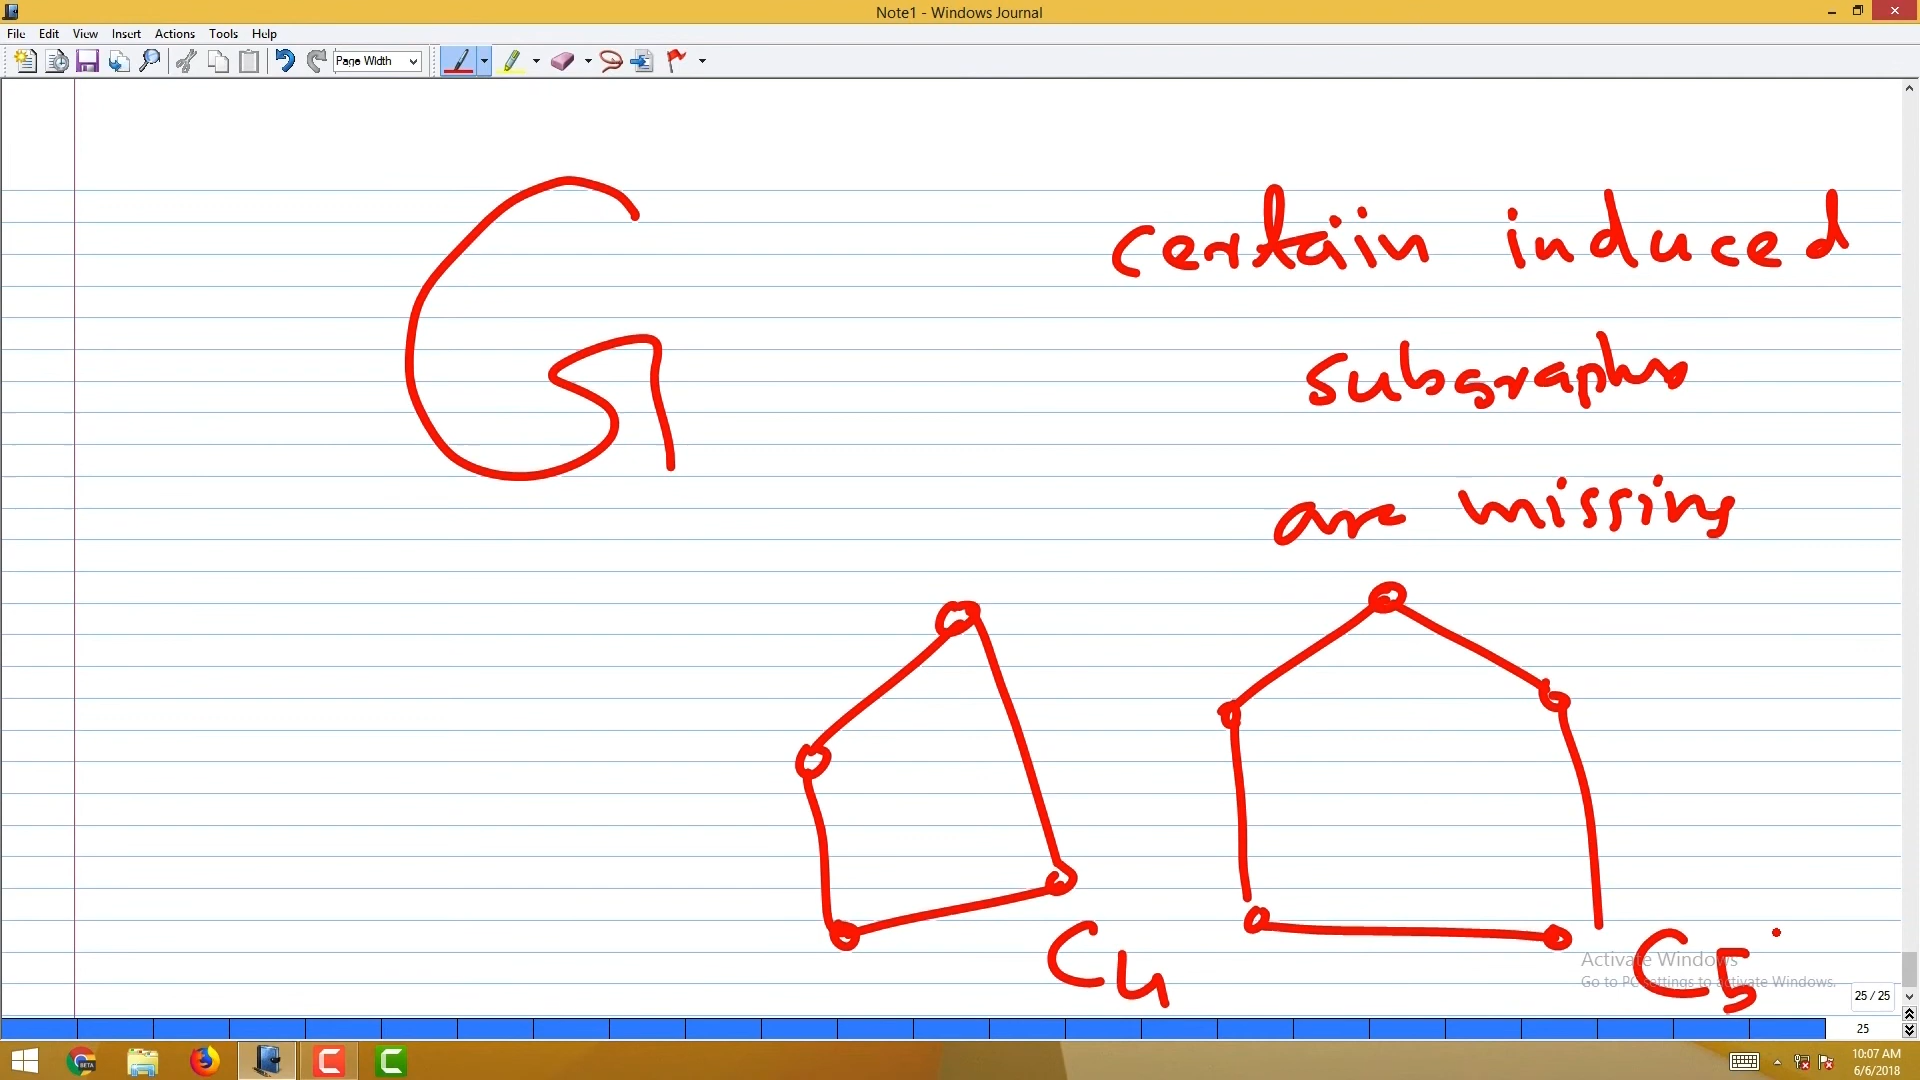 Note1 - Windows Journal
File Edit View Insert Actions Tools Help
Page Width
G
certain induced
subgraphs
are missing
C4
C5
Activate Windows
Go to PC settings to activate Windows.
25 / 25
25
BETA
10:07 AM
6/6/2018